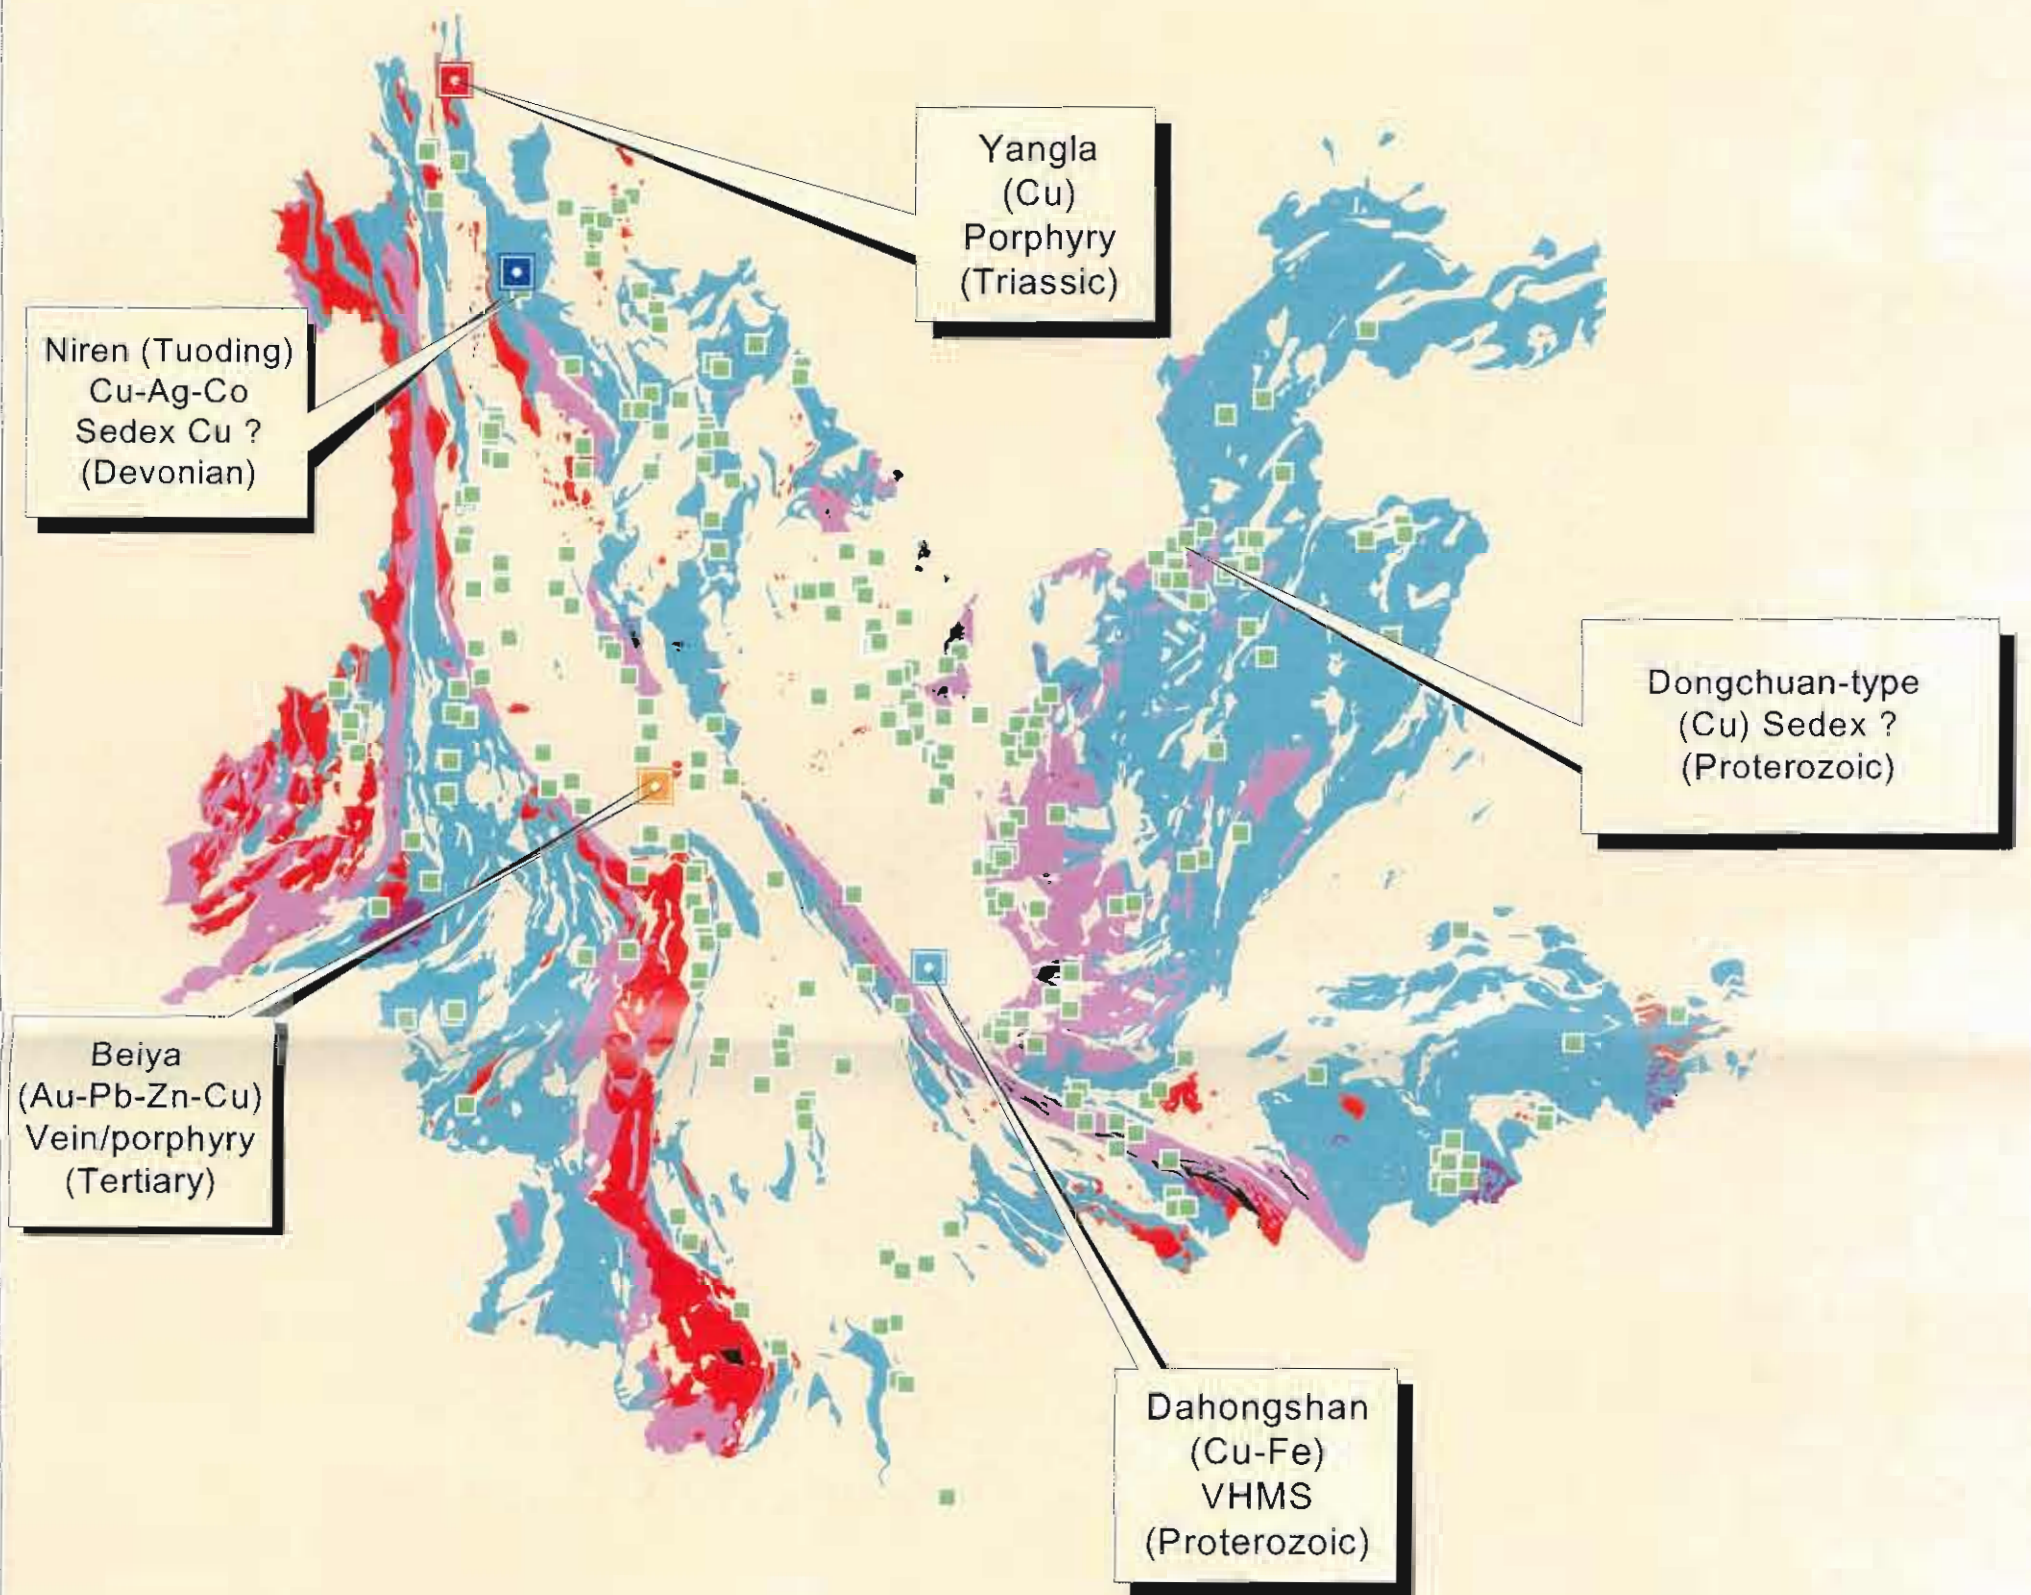 Yangla
(Cu)
Porphyry
(Triassic)
Niren (Tuoding)
Cu-Ag-Co
Sedex Cu ?
(Devonian)
Dongchuan-type
(Cu) Sedex ?
(Proterozoic)
Beiya
(Au-Pb-Zn-Cu)
Vein/porphyry
(Tertiary)
Dahongshan
(Cu-Fe)
VHMS
(Proterozoic)